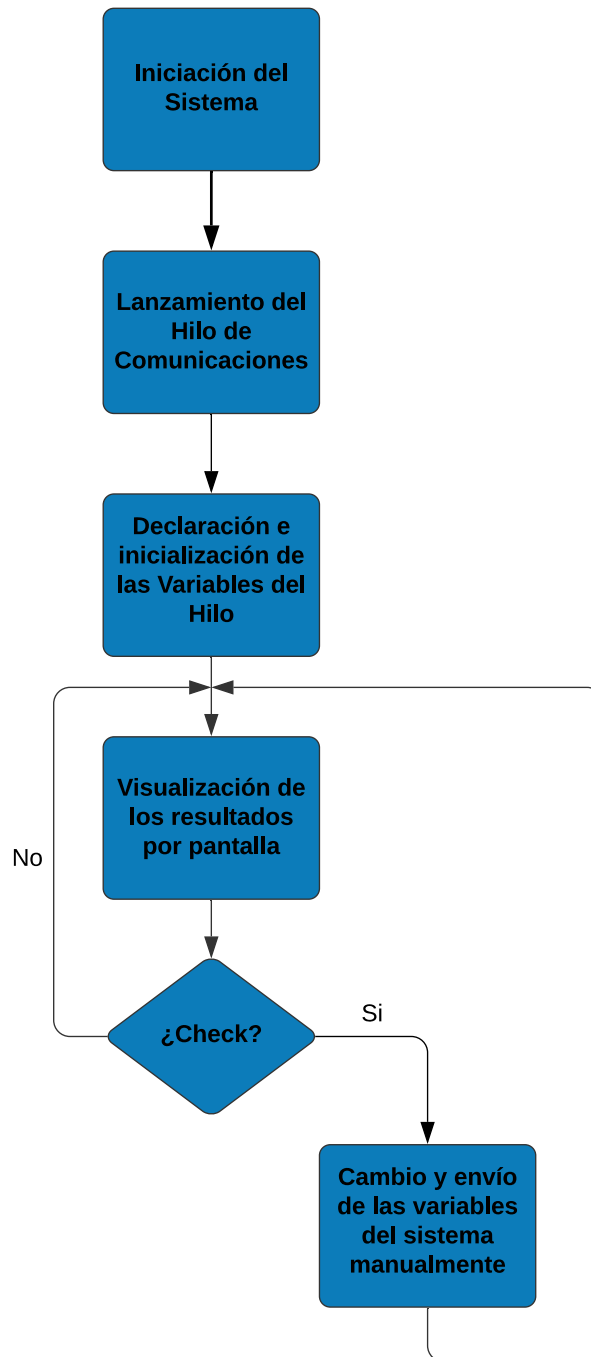 Iniciación del
Sistema
Lanzamiento del
Hilo de
Comunicaciones
Declaración e
inicialización de
las Variables del
Hilo
Visualización de
los resultados
por pantalla
No
¿Check?
Si
Cambio y envío
de las variables
del sistema
manualmente